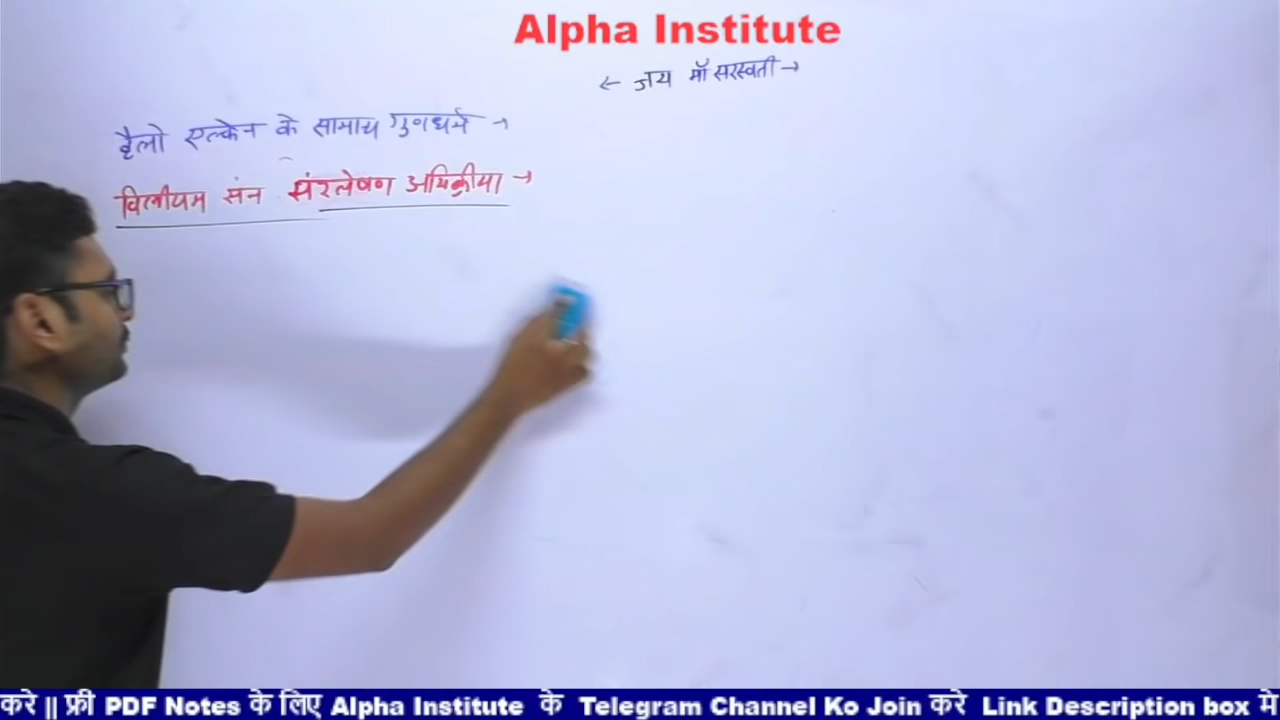 Alpha Institute
← जय माँ सरस्वती →
हैलो एल्केन के सामाच गुणधर्म →
विलीयम संन संश्लेषण अभिक्रीया →
करे || फ्री PDF Notes के लिए Alpha Institute के Telegram Channel Ko Join करे Link Description box मे